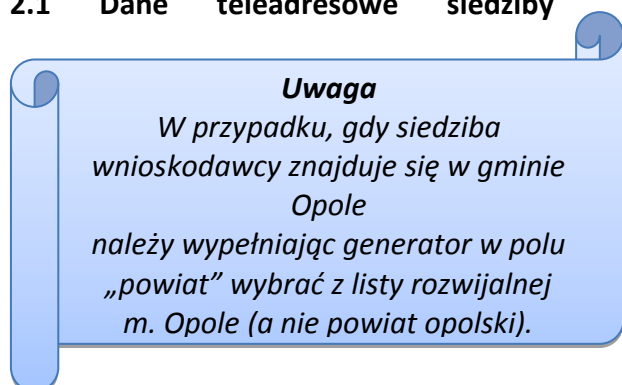 2.1 Dane teleadresowe siedziby
Uwaga
W przypadku, gdy siedziba
wnioskodawcy znajduje się w gminie
Opole
należy wypełniając generator w polu
„powiat” wybrać z listy rozwijalnej
m. Opole (a nie powiat opolski).